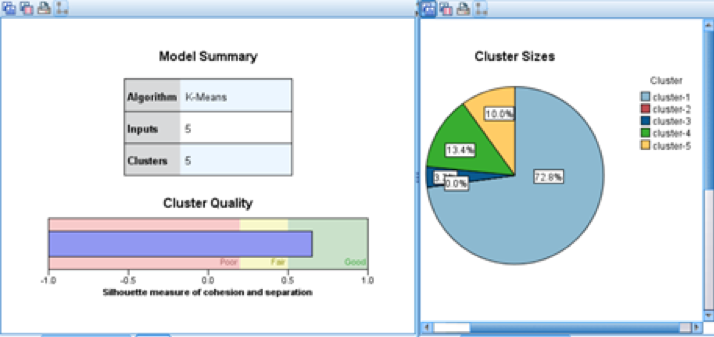 Model Summary
Algorithm K-Means
Inputs 5
Clusters 5
Cluster Quality
Poor Fair Good
-1.0 -0.5 0.0 0.5 1.0
Silhouette measure of cohesion and separation
Cluster Sizes
Cluster
cluster-1
cluster-2
cluster-3
cluster-4
cluster-5
10.0%
13.4%
0.0%
72.8%